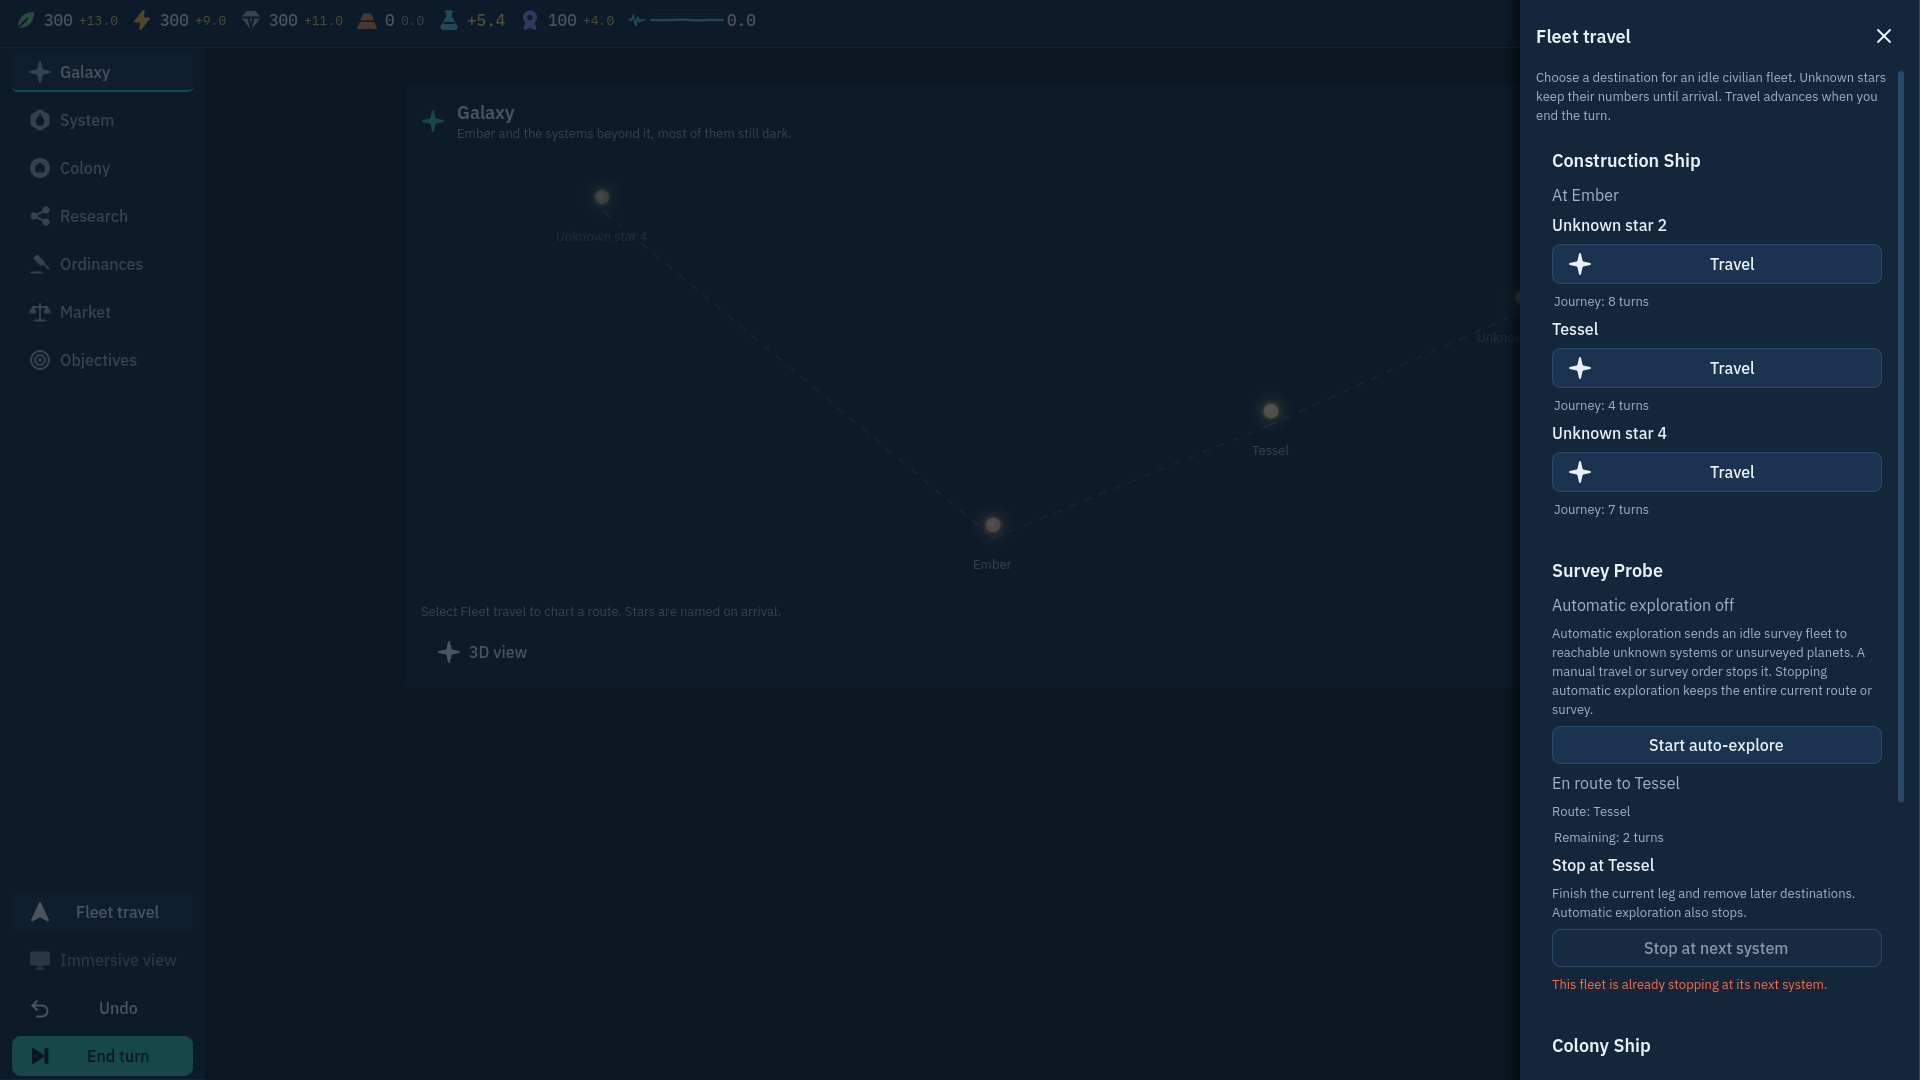 300 +13.0 300 +9.0 300 +11.0 0 0.0 +5.4 100 +4.0 0.0
Galaxy
System
Colony
Research
Ordinances
Market
Objectives
Fleet travel
Immersive view
Undo
End turn
Galaxy
Ember and the systems beyond it, most of them still dark.
Unknown star 4
Tessel
Ember
Select Fleet travel to chart a route. Stars are named on arrival.
3D view
Fleet travel
Choose a destination for an idle civilian fleet. Unknown stars
keep their numbers until arrival. Travel advances when you
end the turn.
Construction Ship
At Ember
Unknown star 2
Travel
Journey: 8 turns
Tessel
Travel
Journey: 4 turns
Unknown star 4
Travel
Journey: 7 turns
Survey Probe
Automatic exploration off
Automatic exploration sends an idle survey fleet to
reachable unknown systems or unsurveyed planets. A
manual travel or survey order stops it. Stopping
automatic exploration keeps the entire current route or
survey.
Start auto-explore
En route to Tessel
Route: Tessel
Remaining: 2 turns
Stop at Tessel
Finish the current leg and remove later destinations.
Automatic exploration also stops.
Stop at next system
This fleet is already stopping at its next system.
Colony Ship